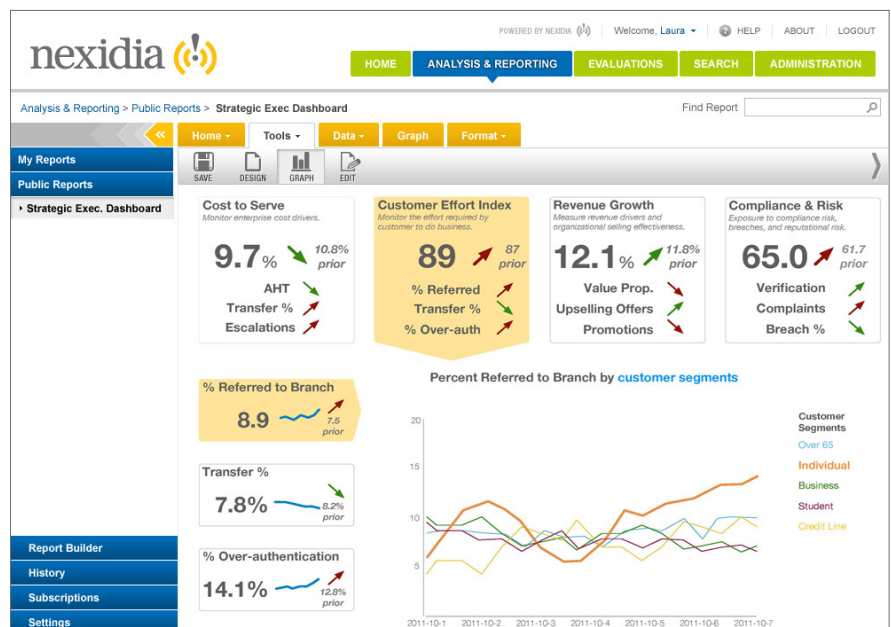 POWERED BY NEXIDIA
Welcome, Laura
HELP
ABOUT
LOGOUT
nexidia
HOME
ANALYSIS & REPORTING
EVALUATIONS
SEARCH
ADMINISTRATION
Analysis & Reporting > Public Reports > Strategic Exec Dashboard
Find Report
Home
Tools
Data
Graph
Format
My Reports
Public Reports
Strategic Exec. Dashboard
SAVE
DESIGN
GRAPH
EDIT
Cost to Serve
Monitor enterprise cost drivers.
9.7%
10.8%
prior
AHT
Transfer %
Escalations
Customer Effort Index
Monitor the effort required by
customer to do business.
89
87
prior
% Referred
Transfer %
% Over-auth
Revenue Growth
Measure revenue drivers and
organizational selling effectiveness.
12.1%
11.8%
prior
Value Prop.
Upselling Offers
Promotions
Compliance & Risk
Exposure to compliance risk,
breaches, and reputational risk.
65.0
61.7
prior
Verification
Complaints
Breach %
% Referred to Branch
8.9
7.5
prior
Transfer %
7.8%
8.2%
prior
% Over-authentication
14.1%
12.8%
prior
Percent Referred to Branch by customer segments
20
15
10
5
2011-10-1
2011-10-2
2011-10-3
2011-10-4
2011-10-5
2011-10-6
2011-10-7
Customer
Segments
Over 65
Individual
Business
Student
Credit Line
Report Builder
History
Subscriptions
Settings